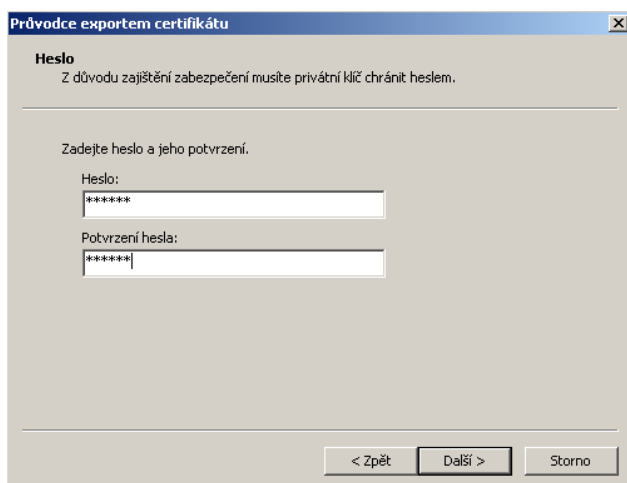 Průvodce exportem certifikátu
Heslo
Z důvodu zajištění zabezpečení musíte privátní klíč chránit heslem.
Zadejte heslo a jeho potvrzení.
Heslo:
******
Potvrzení hesla:
******
< Zpět Další > Storno